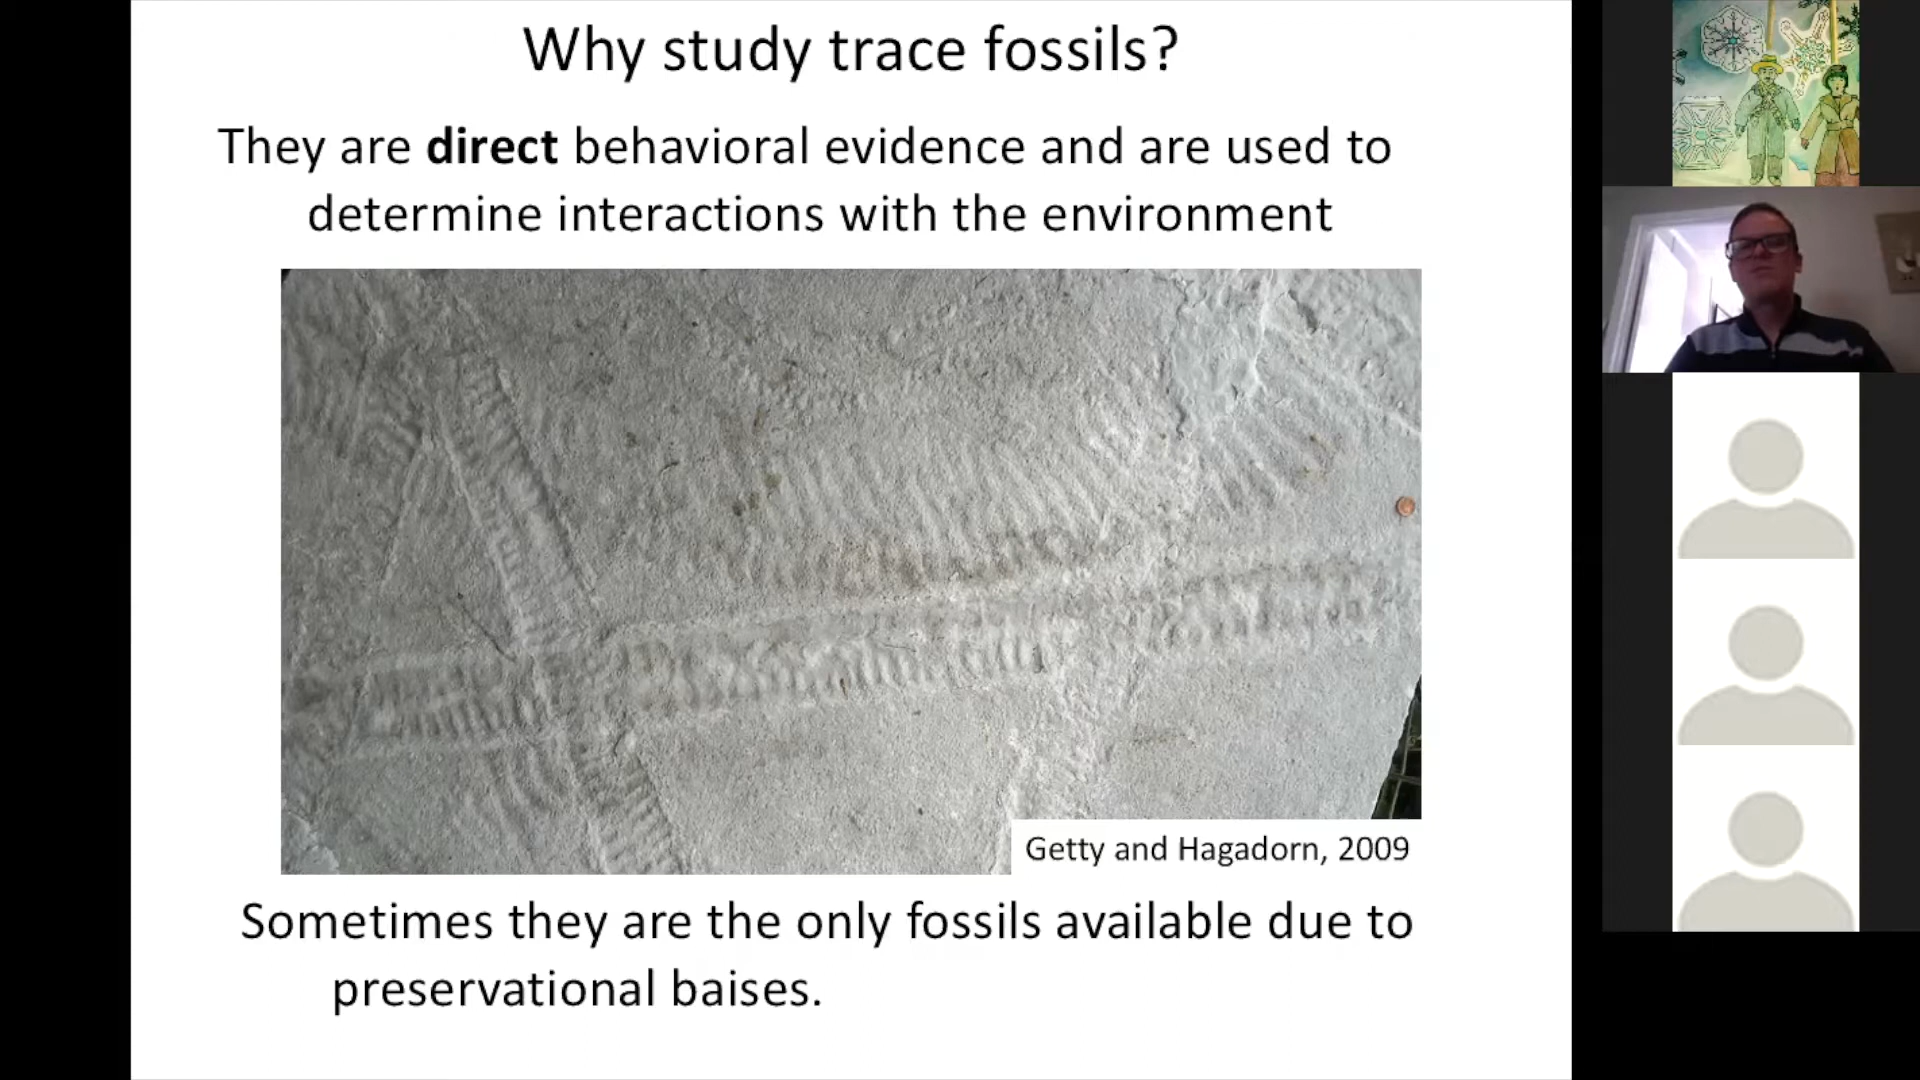 Why study trace fossils?
They are direct behavioral evidence and are used to
determine interactions with the environment
Getty and Hagadorn, 2009
Sometimes they are the only fossils available due to
preservational baises.